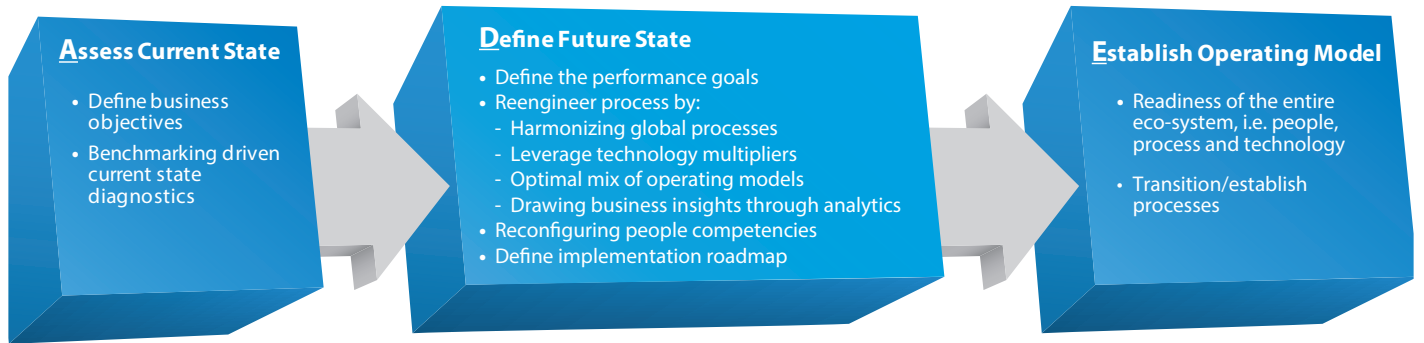 Assess Current State
• Define business
objectives
• Benchmarking driven
current state
diagnostics
Define Future State
• Define the performance goals
• Reengineer process by:
- Harmonizing global processes
- Leverage technology multipliers
- Optimal mix of operating models
- Drawing business insights through analytics
• Reconfiguring people competencies
• Define implementation roadmap
Establish Operating Model
• Readiness of the entire
eco-system, i.e. people,
process and technology
• Transition/establish
processes